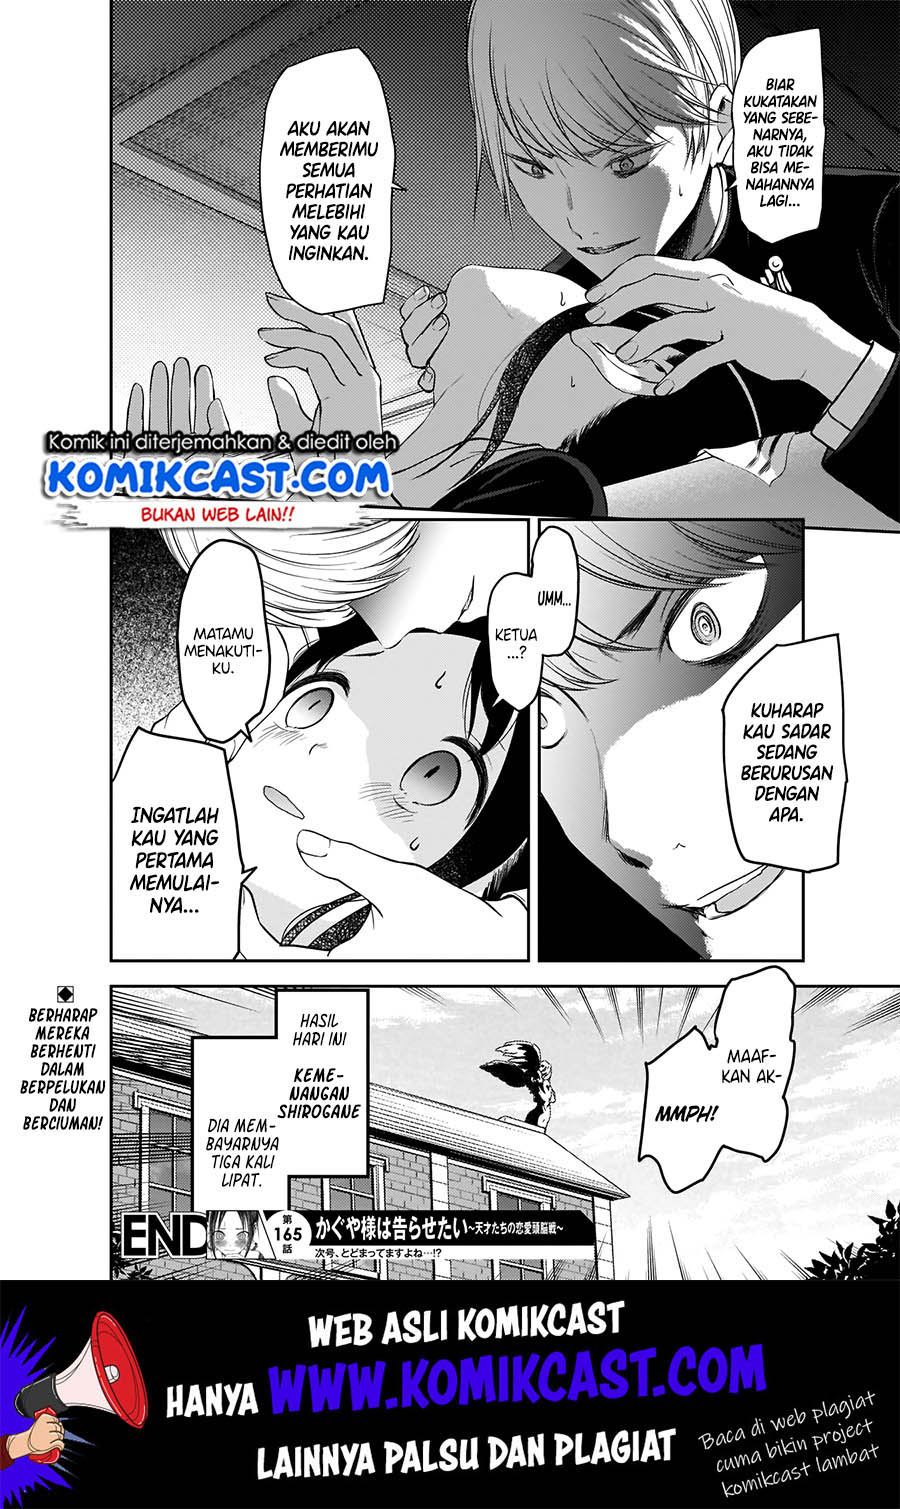 BIAR
KUKATAKAN
YANG SEBE-
NARNYA,
AKU TIDAK
BISA ME-
NAHANNYA
LAGI...
AKU AKAN
MEMBERIMU
SEMUA
PERHATIAN
MELEBIHI
YANG KAU
INGINKAN.
Komik ini diterjemahkan & diedit oleh
KOMIKCAST.COM
BUKAN WEB LAIN!!
KUHARAP
KAU SADAR
SEDANG
BERURUSAN
DENGAN
APA.
UMM...
KETUA
...?
MATAMU
MENAKUTI-
KU.
INGATLAH
KAU YANG
PERTAMA
MEMULAI-
NYA...
MAAF-
KAN AK-
MMPH!
HASIL
HARI INI
KEME-
NANGAN
SHIROGANE
DIA MEM-
BAYARNYA
TIGA KALI
LIPAT.
BERHARAP
MEREKA
BERHENTI
DALAM
BERPELUKAN
DAN
BERCIUMAN!
END
第
165
話
かぐや様は告らせたい~天才たちの恋愛頭脳戦~
次号、とどまってますよね…!?
WEB ASLI KOMIKCAST
HANYA WWW.KOMIKCAST.COM
LAINNYA PALSU DAN PLAGIAT
Baca di web plagiat
cuma bikin project
komikcast lambat